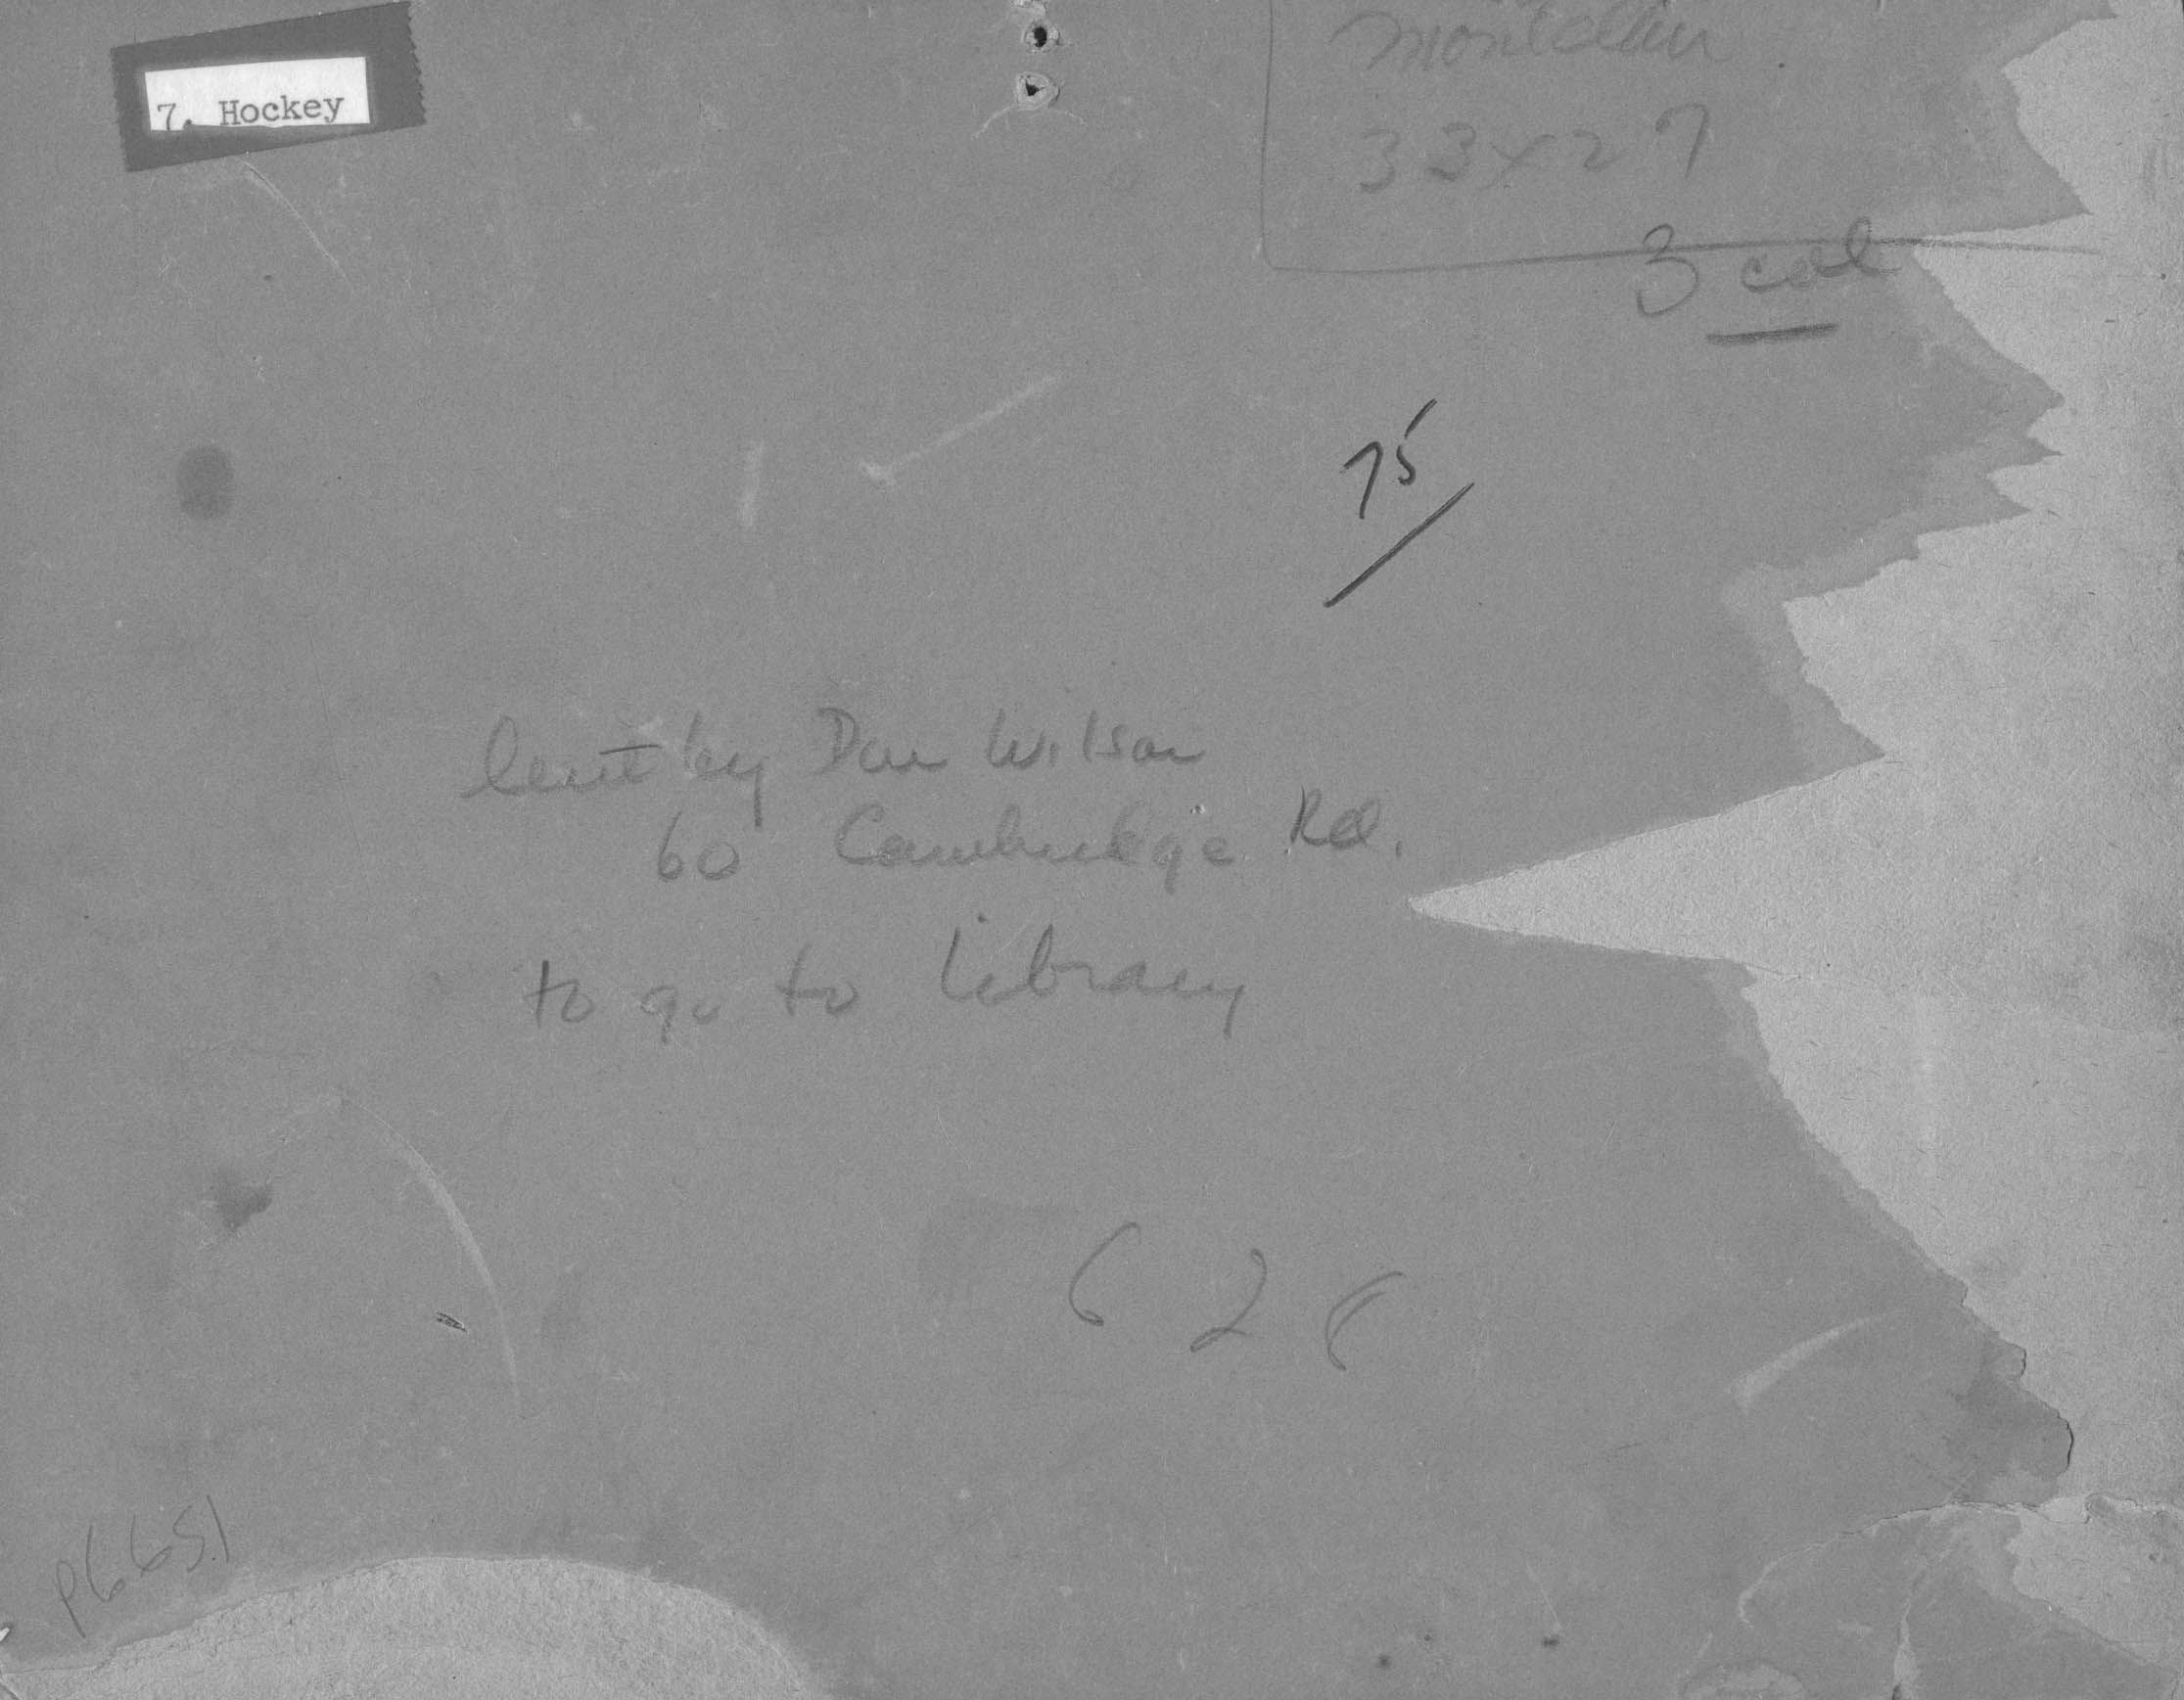 7. Hockey
Montclair
33x27
3 col
75
lent by Dan Wilson
60 Cambridge Rd.
to go to Library
628
P6651